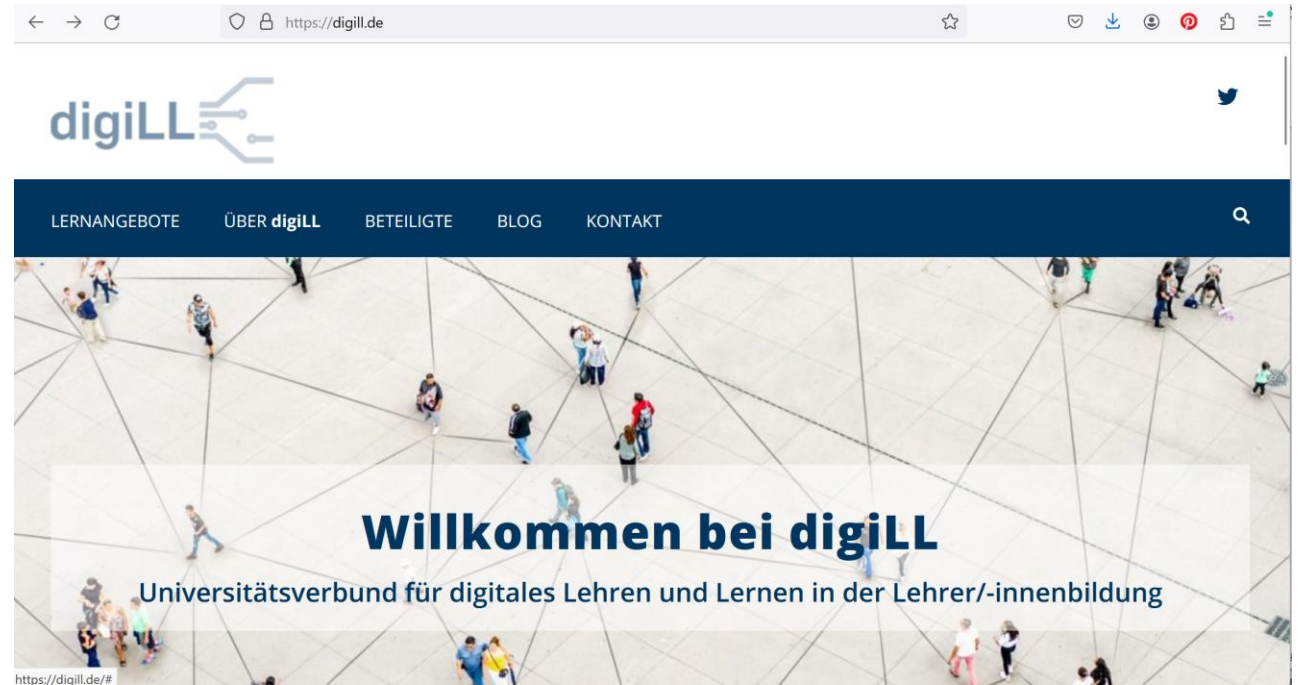 https://digill.de
digiLL
LERNANGEBOTE ÜBER digiLL BETEILIGTE BLOG KONTAKT
Willkommen bei digiLL
Universitätsverbund für digitales Lehren und Lernen in der Lehrer/-innenbildung
https://digill.de/#